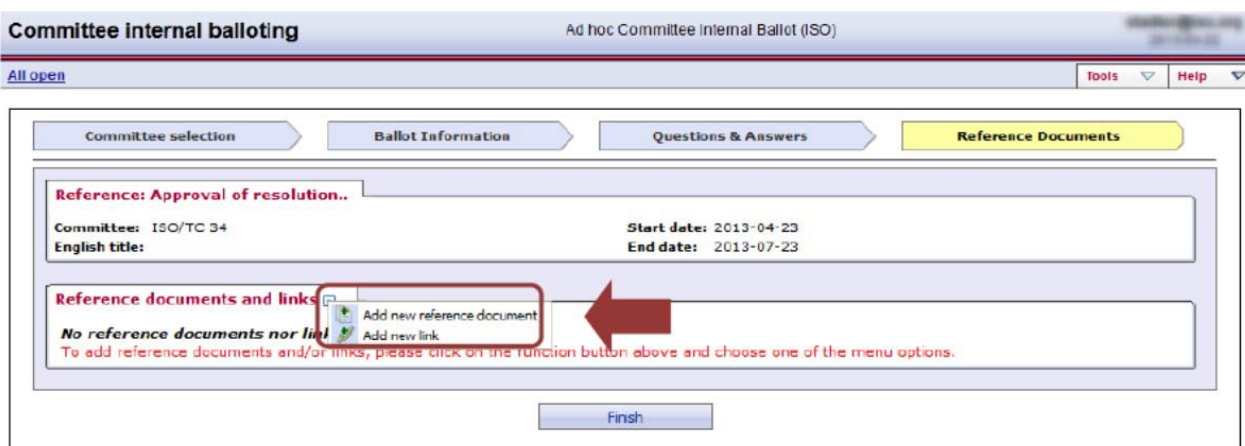 Committee internal balloting
Ad hoc Committee Internal Ballot (ISO)
All open
Tools Help
Committee selection
Ballot Information
Questions & Answers
Reference Documents
Reference: Approval of resolution..
Committee: ISO/TC 34
Start date: 2013-04-23
English title:
End date: 2013-07-23
Reference documents and links
Add new reference document
No reference documents nor link
Add new link
To add reference documents and/or links, please click on the function button above and choose one of the menu options.
Finish